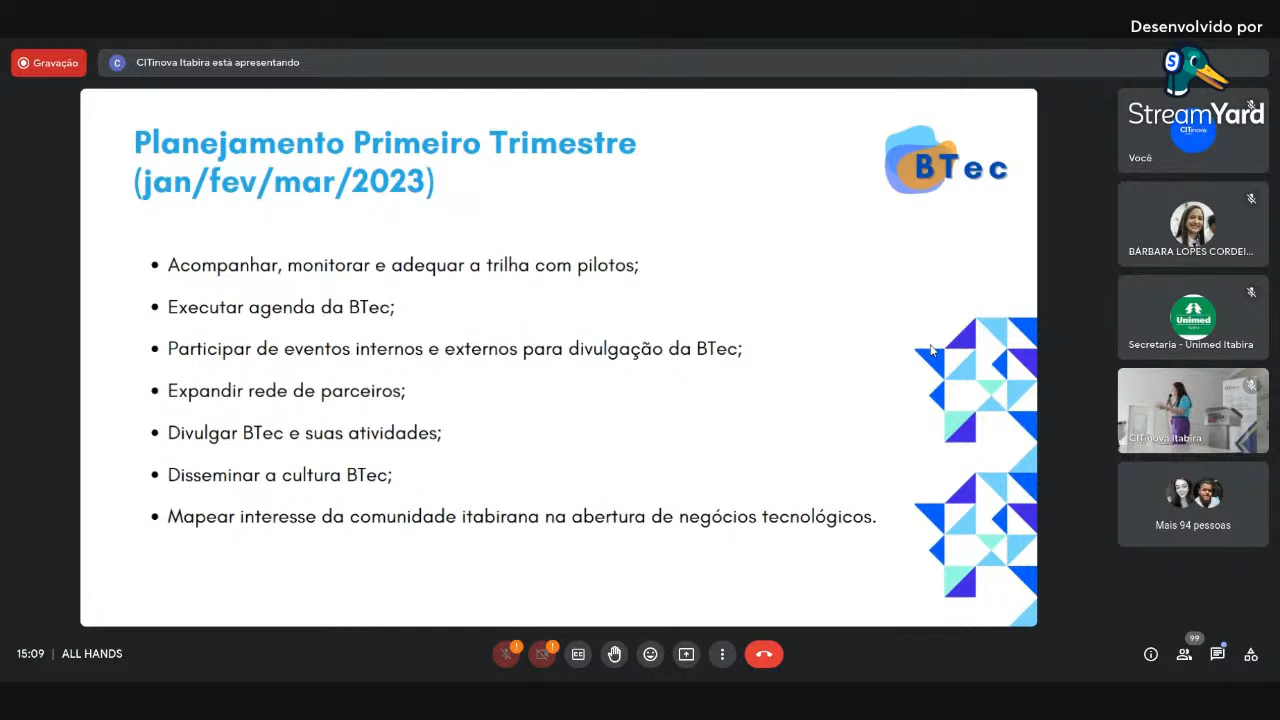 Desenvolvido por
StreamYard
Gravação
C
CITinova Itabira está apresentando
Planejamento Primeiro Trimestre
(jan/fev/mar/2023)
BTec
Acompanhar, monitorar e adequar a trilha com pilotos;
Executar agenda da BTec;
Participar de eventos internos e externos para divulgação da BTec;
Expandir rede de parceiros;
Divulgar BTec e suas atividades;
Disseminar a cultura BTec;
Mapear interesse da comunidade itabirana na abertura de negócios tecnológicos.
S
CITinova
Você
BÁRBARA LOPES CORDEI...
Unimed
Secretaria - Unimed Itabira
CITinova Itabira
Mais 94 pessoas
15:09 | ALL HANDS
99